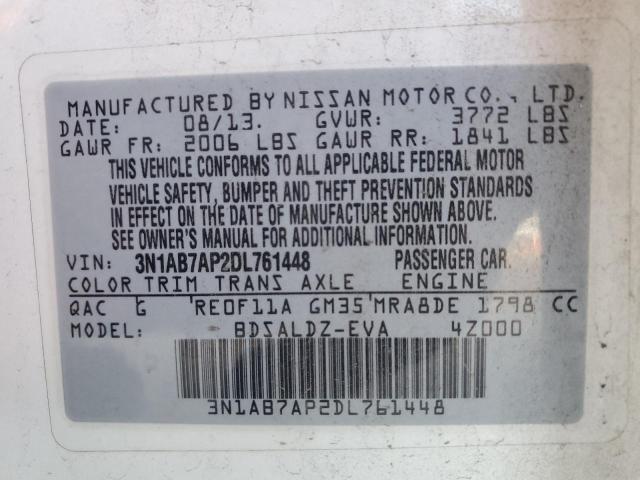 MANUFACTURED BY NISSAN MOTOR CO., LTD.
DATE: 08/13. GVWR: 3772 LBS
GAWR FR: 2006 LBS GAWR RR: 1841 LBS
THIS VEHICLE CONFORMS TO ALL APPLICABLE FEDERAL MOTOR
VEHICLE SAFETY, BUMPER AND THEFT PREVENTION STANDARDS
IN EFFECT ON THE DATE OF MANUFACTURE SHOWN ABOVE.
SEE OWNER'S MANUAL FOR ADDITIONAL INFORMATION.
VIN: 3N1AB7AP2DL761448 PASSENGER CAR.
COLOR TRIM TRANS AXLE ENGINE
QAC G RE0F11A GM35 MRA8DE 1798 CC
MODEL: BDSALDZ-EVA 4Z000
3N1AB7AP2DL761448